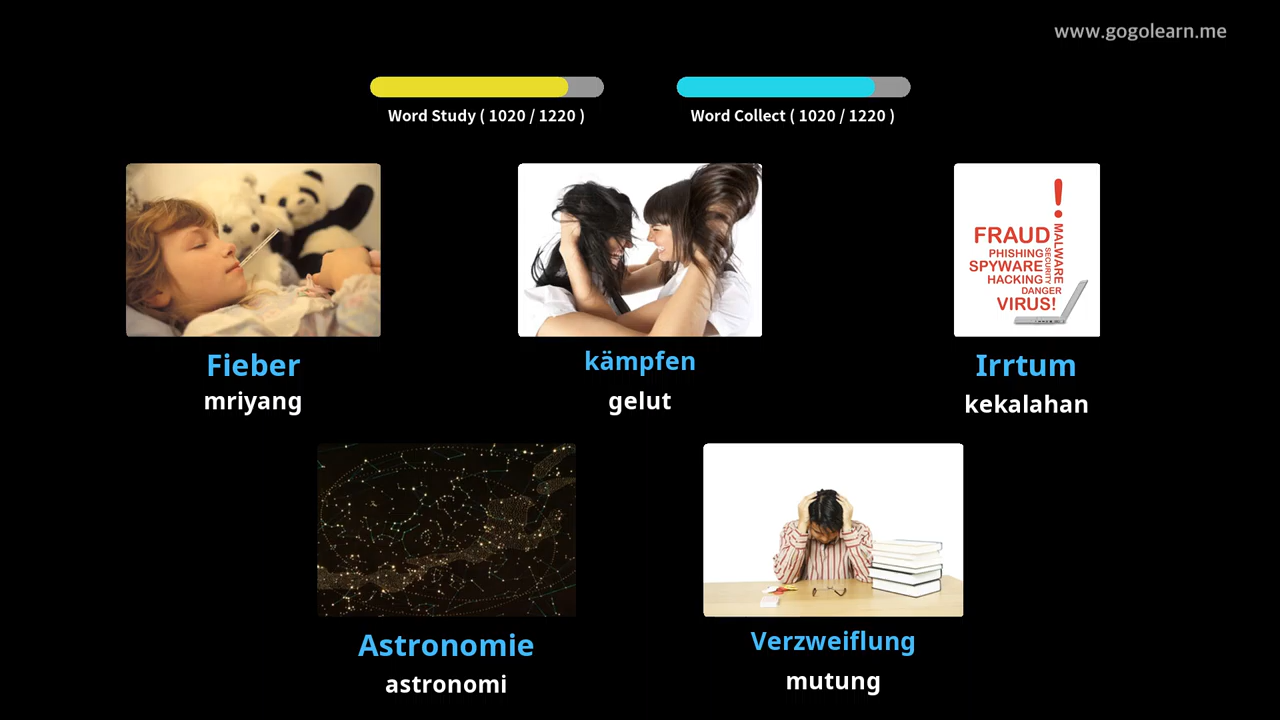 www.gogolearn.me
Word Study ( 1020 / 1220 )
Word Collect ( 1020 / 1220 )
!
FRAUD
PHISHING
SPYWARE
HACKING
DANGER
VIRUS!
MALWARE
SECURITY
Fieber
mriyang
kämpfen
gelut
Irrtum
kekalahan
Astronomie
astronomi
Verzweiflung
mutung